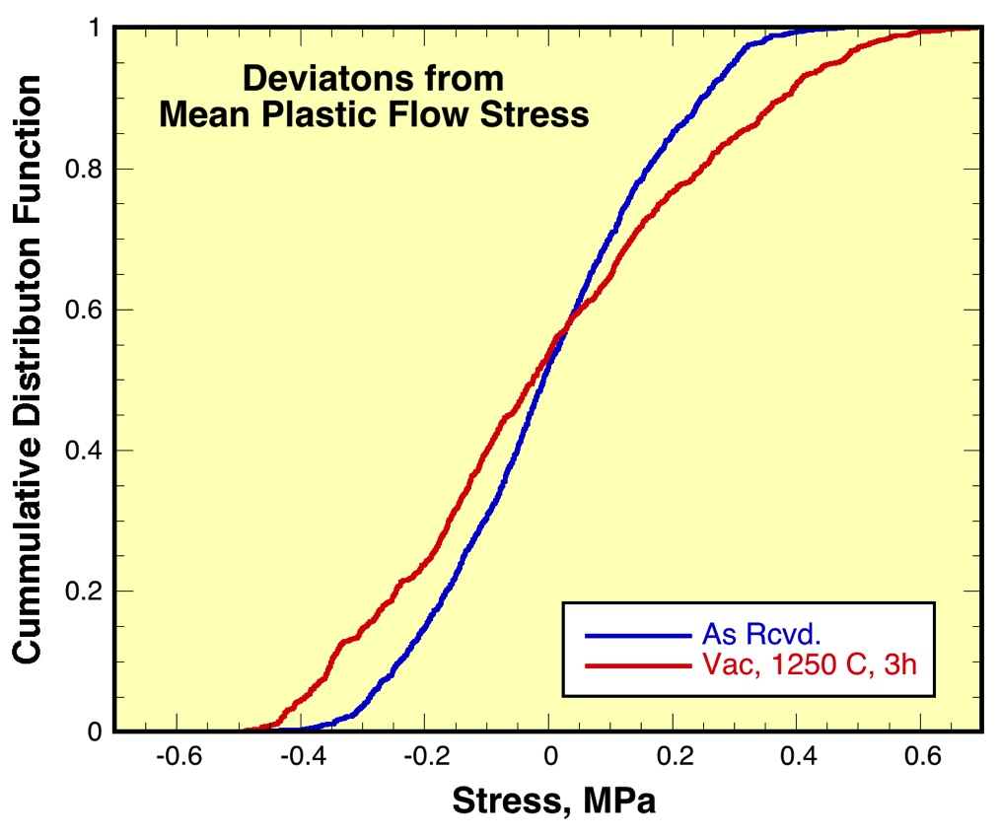 Deviatons from
Mean Plastic Flow Stress
Cummulative Distributon Function
1
0.8
0.6
0.4
0.2
0
-0.6
-0.4
-0.2
0
0.2
0.4
0.6
Stress, MPa
As Rcvd.
Vac, 1250 C, 3h